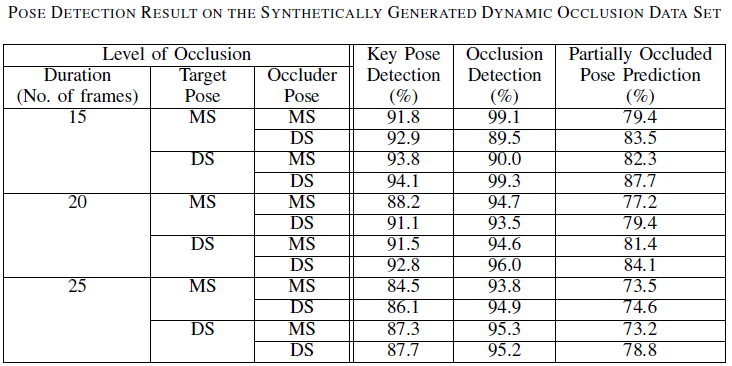 POSE DETECTION RESULT ON THE SYNTHETICALLY GENERATED DYNAMIC OCCLUSION DATA SET
Level of Occlusion Key Pose Occlusion Partially Occluded
Duration Target Occluder Detection Detection Pose Prediction
(No. of frames) Pose Pose (%) (%) (%)
15 MS MS 91.8 99.1 79.4
DS 92.9 89.5 83.5
DS MS 93.8 90.0 82.3
DS 94.1 99.3 87.7
20 MS MS 88.2 94.7 77.2
DS 91.1 93.5 79.4
DS MS 91.5 94.6 81.4
DS 92.8 96.0 84.1
25 MS MS 84.5 93.8 73.5
DS 86.1 94.9 74.6
DS MS 87.3 95.3 73.2
DS 87.7 95.2 78.8